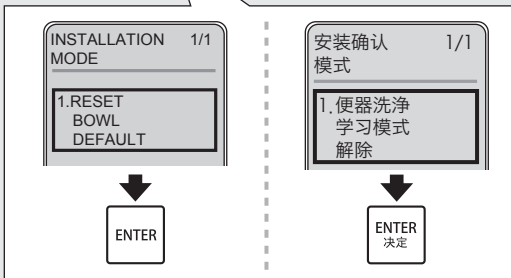 INSTALLATION 1/1
MODE
1.RESET
BOWL
DEFAULT
ENTER
安装确认 1/1
模式
1.便器洗浄
学习模式
解除
ENTER
决定